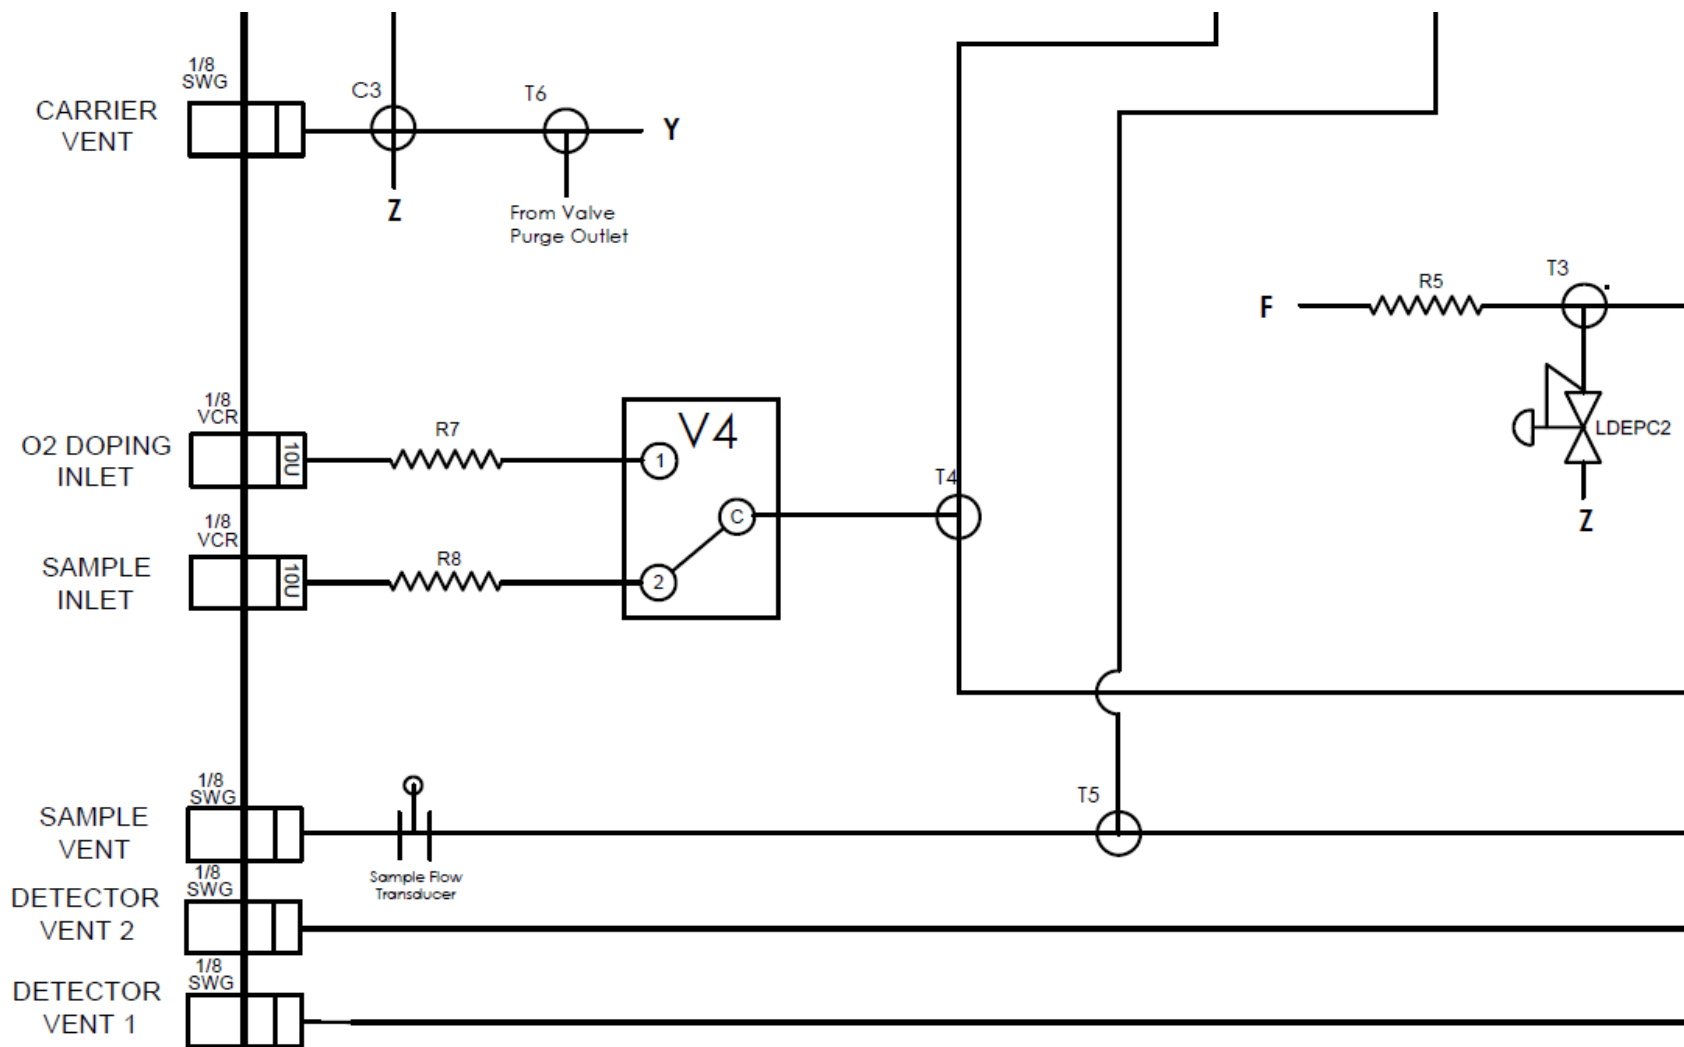 1/8
SWG
CARRIER
VENT
C3
T6
Y
Z
From Valve
Purge Outlet
F
R5
T3
LDEPC2
Z
1/8
VCR
O2 DOPING
INLET
10U
R7
V4
1
C
2
T4
1/8
VCR
SAMPLE
INLET
10U
R8
1/8
SWG
SAMPLE
VENT
Sample Flow
Transducer
T5
1/8
SWG
DETECTOR
VENT 2
1/8
SWG
DETECTOR
VENT 1